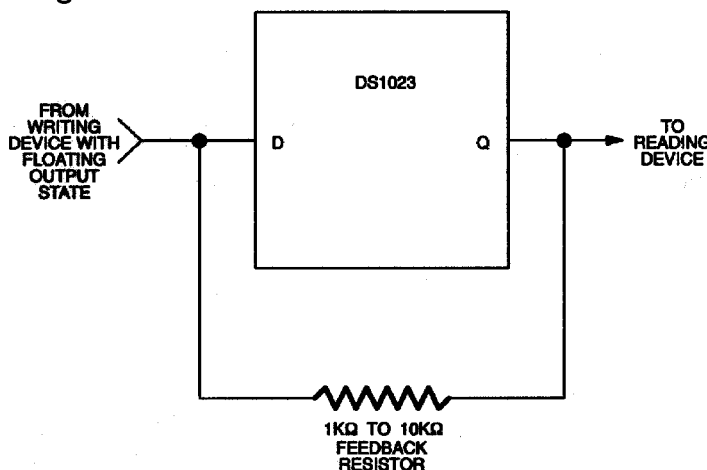 DS1023
FROM
WRITING
DEVICE WITH
FLOATING
OUTPUT
STATE
D
Q
TO
READING
DEVICE
1KΩ TO 10KΩ
FEEDBACK
RESISTOR